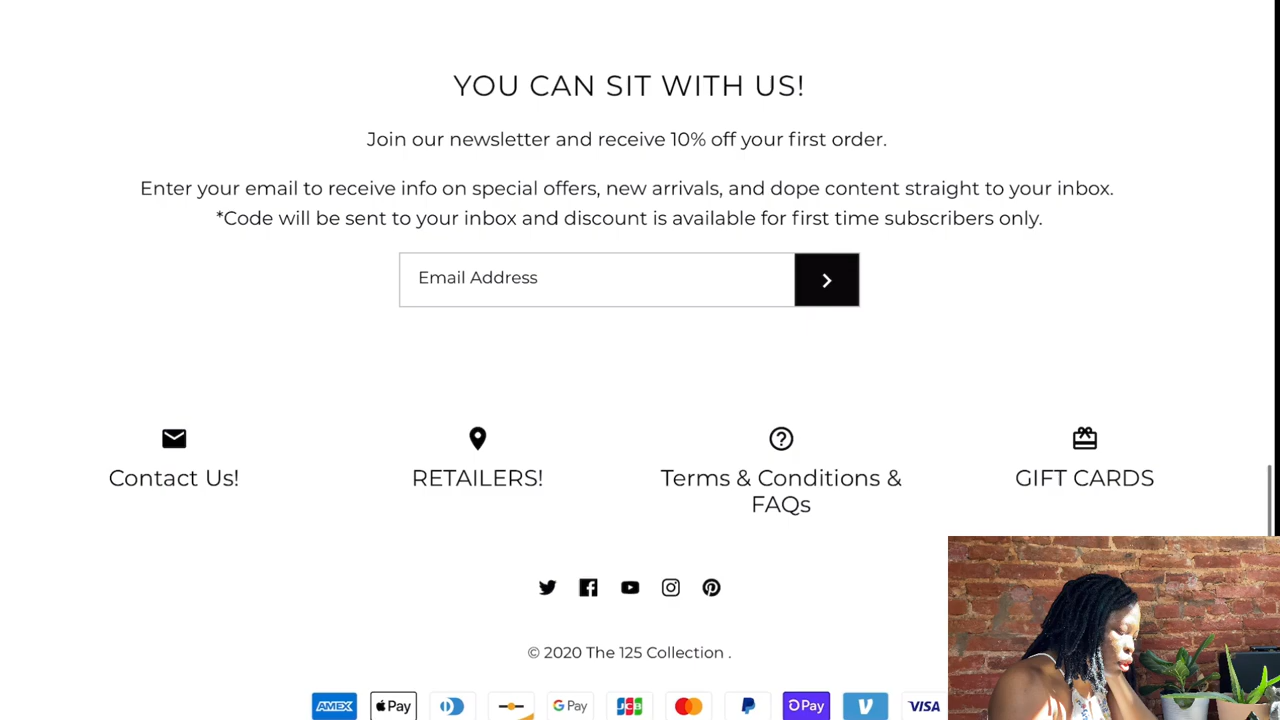 YOU CAN SIT WITH US!
Join our newsletter and receive 10% off your first order.
Enter your email to receive info on special offers, new arrivals, and dope content straight to your inbox.
*Code will be sent to your inbox and discount is available for first time subscribers only.
Email Address
Contact Us!
RETAILERS!
Terms & Conditions &
FAQs
GIFT CARDS
© 2020 The 125 Collection .
AMEX Pay G Pay JCB Pay VISA